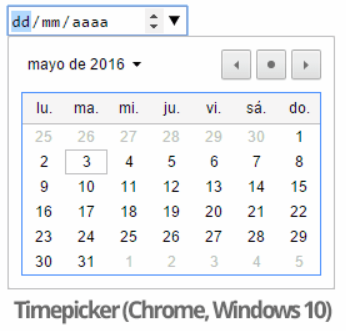 dd/mm/aaaa
mayo de 2016
lu. ma. mi. ju. vi. sá. do.
25 26 27 28 29 30 1
2 3 4 5 6 7 8
9 10 11 12 13 14 15
16 17 18 19 20 21 22
23 24 25 26 27 28 29
30 31 1 2 3 4 5
Timepicker (Chrome, Windows 10)